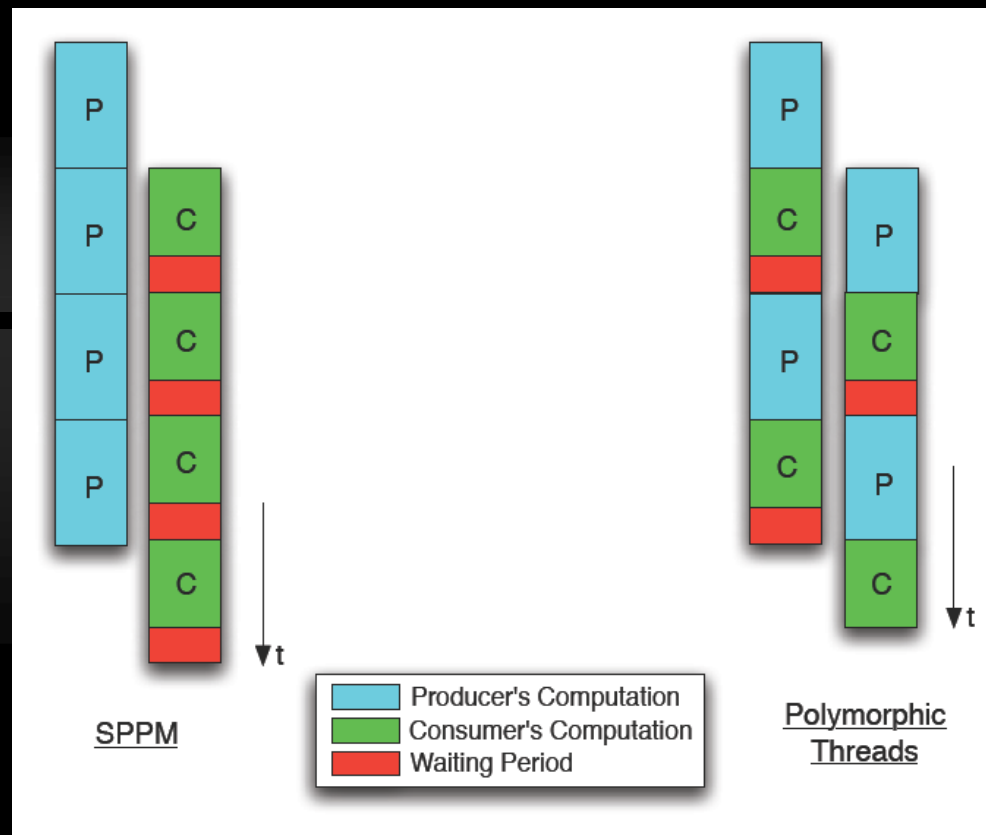 P
P
P
P
C
C
C
C
t
SPPM
Producer's Computation
Consumer's Computation
Waiting Period
P
C
P
C
P
C
P
C
t
Polymorphic
Threads